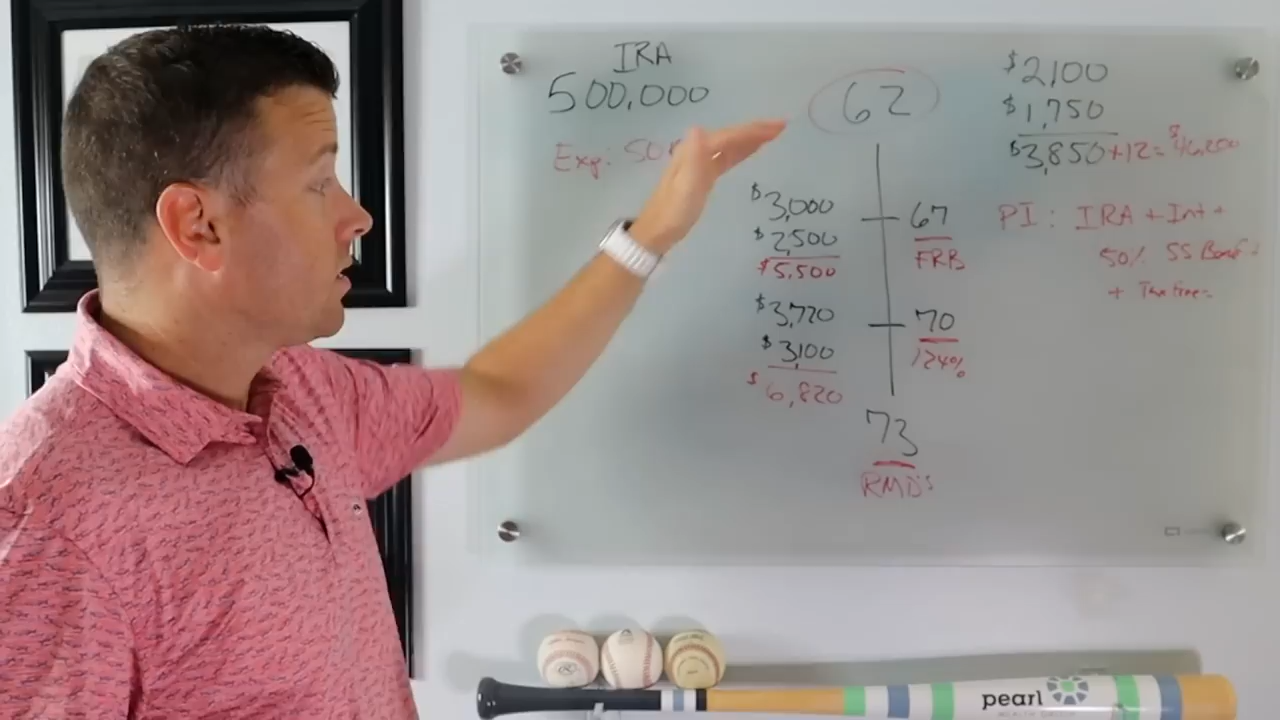 IRA
500,000
Exp:
62
$3,000
$2,500
$5,500
$3,720
$3,100
$6,820
67
FRB
70
124%
73
RMD's
$2,100
$1,750
$3,850 x 12 = $46,200
PI: IRA + Int +
50% SS Benefit
+ Tax Free
pearl